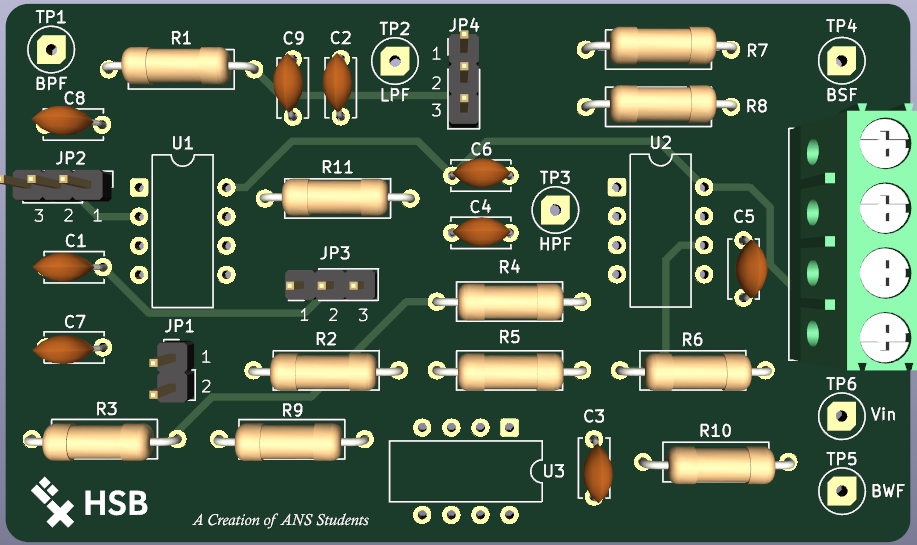 TP1
BPF
R1
C9
C2
TP2
LPF
JP4
1
2
3
R7
R8
TP4
BSF
C8
JP2
3 2 1
U1
R11
C6
C4
TP3
HPF
U2
C5
C1
JP3
1 2 3
R4
C7
JP1
1
2
R2
R5
R6
R3
R9
U3
C3
R10
TP6
Vin
TP5
BWF
HSB
A Creation of ANS Students